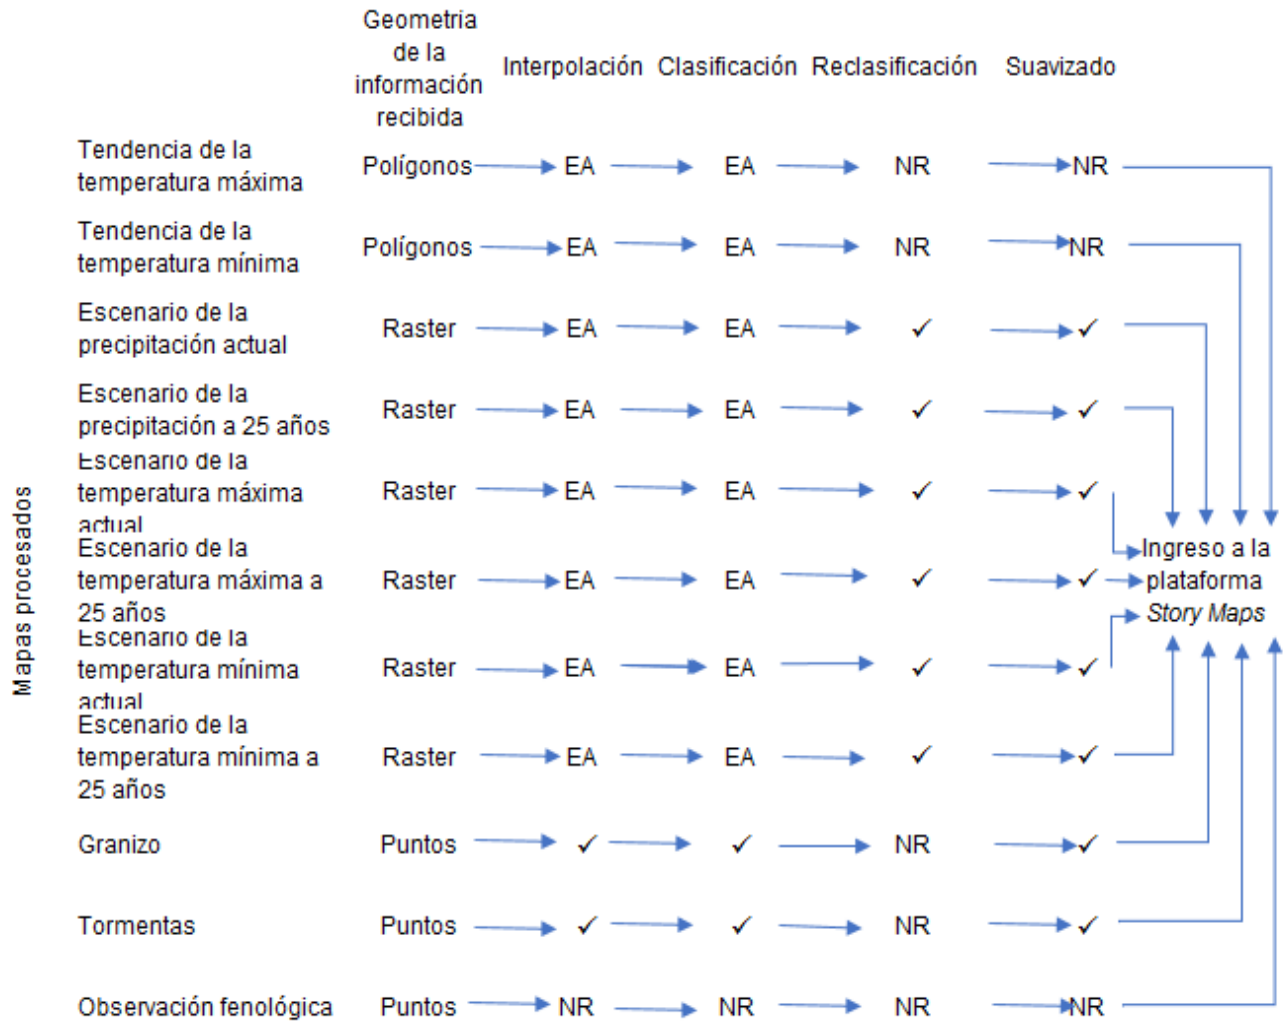 Geometria
de la
información
recibida
Interpolación Clasificación Reclasificación Suavizado
Mapas procesados
Tendencia de la
temperatura máxima
Polígonos EA EA NR NR
Tendencia de la
temperatura mínima
Polígonos EA EA NR NR
Escenario de la
precipitación actual
Raster EA EA ✓ ✓
Escenario de la
precipitación a 25 años
Raster EA EA ✓ ✓
Escenario de la
temperatura máxima
actual
Raster EA EA ✓ ✓
Escenario de la
temperatura máxima a
25 años
Raster EA EA ✓ ✓
Escenario de la
temperatura mínima
actual
Raster EA EA ✓ ✓
Escenario de la
temperatura mínima a
25 años
Raster EA EA ✓ ✓
Granizo Puntos ✓ ✓ NR ✓
Tormentas Puntos ✓ ✓ NR ✓
Observación fenológica Puntos NR NR NR NR
Ingreso a la
plataforma
Story Maps